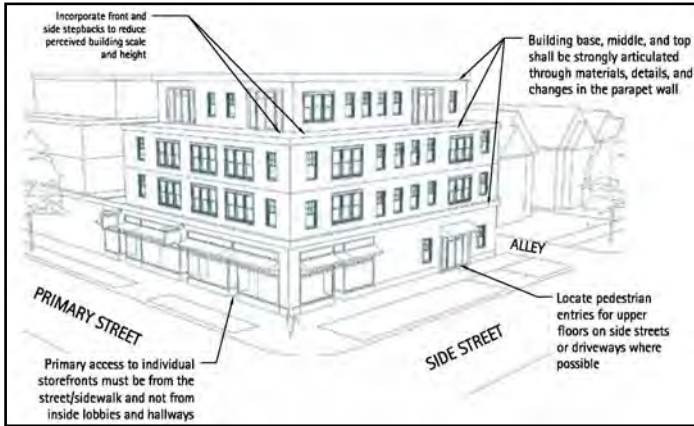 Incorporate front and
side stepbacks to reduce
perceived building scale
and height
Building base, middle, and top
shall be strongly articulated
through materials, details, and
changes in the parapet wall
ALLEY
PRIMARY STREET
SIDE STREET
Locate pedestrian
entries for upper
floors on side streets
or driveways where
possible
Primary access to individual
storefronts must be from the
street/sidewalk and not from
inside lobbies and hallways